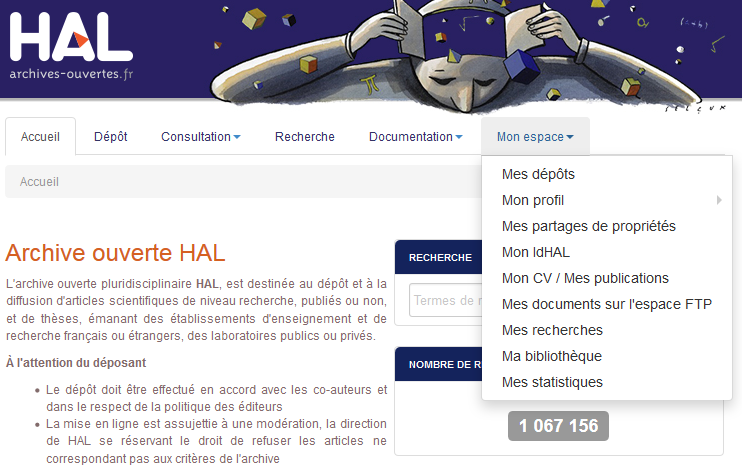 HAL
archives-ouvertes.fr
Accueil Dépôt Consultation Recherche Documentation Mon espace
Accueil
Mes dépôts
Mon profil
Mes partages de propriétés
Mon IdHAL
Mon CV / Mes publications
Mes documents sur l'espace FTP
Mes recherches
Ma bibliothèque
Mes statistiques
Archive ouverte HAL
L'archive ouverte pluridisciplinaire HAL, est destinée au dépôt et à la
diffusion d'articles scientifiques de niveau recherche, publiés ou non,
et de thèses, émanant des établissements d'enseignement et de
recherche français ou étrangers, des laboratoires publics ou privés.
À l'attention du déposant
• Le dépôt doit être effectué en accord avec les co-auteurs et
dans le respect de la politique des éditeurs
• La mise en ligne est assujettie à une modération, la direction
de HAL se réservant le droit de refuser les articles ne
correspondant pas aux critères de l'archive
RECHERCHE
Termes de
NOMBRE DE
1 067 156